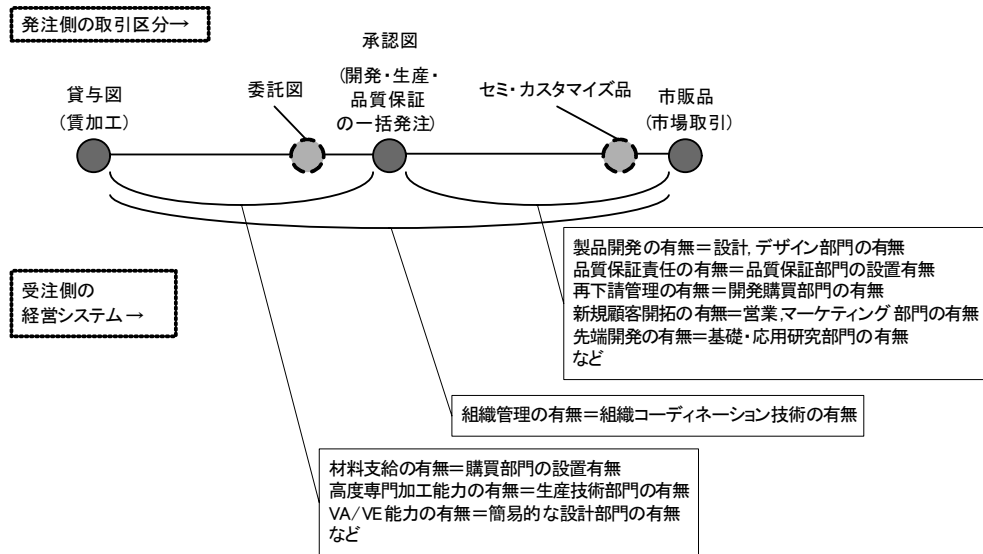 発注側の取引区分→
承認図
(開発・生産・
品質保証
の一括発注)
委託図
セミ・カスタマイズ品
貸与図
(賃加工)
市販品
(市場取引)
製品開発の有無＝設計，デザイン部門の有無
品質保証責任の有無＝品質保証部門の設置有無
再下請管理の有無＝開発購買部門の有無
新規顧客開拓の有無＝営業，マーケティング部門の有無
先端開発の有無＝基礎・応用研究部門の有無
など
受注側の
経営システム→
組織管理の有無＝組織コーディネーション技術の有無
材料支給の有無＝購買部門の設置有無
高度専門加工能力の有無＝生産技術部門の有無
VA/VE能力の有無＝簡易的な設計部門の有無
など